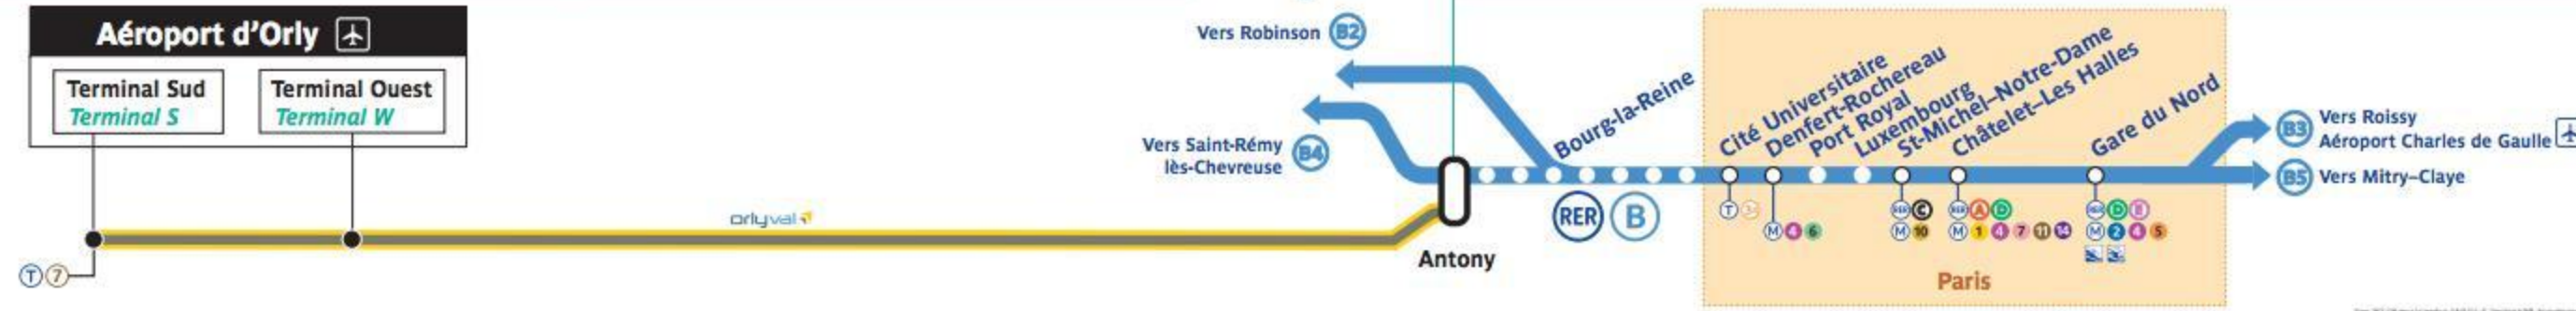 Aéroport d'Orly
Terminal Sud
Terminal S
Terminal Ouest
Terminal W
T 7
orlyval
Antony
Vers Robinson B2
Vers Saint-Rémy
lès-Chevreuse B4
Bourg-la-Reine
RER B
Cité Universitaire
Denfert-Rochereau
Port Royal
Luxembourg
St-Michel–Notre-Dame
Châtelet–Les Halles
Gare du Nord
T
M 4 6
RER C
M 10
RER A D
M 1 4 7 11 14
RER D E
M 2 4 5
Paris
B3 Vers Roissy
Aéroport Charles de Gaulle
B5 Vers Mitry–Claye